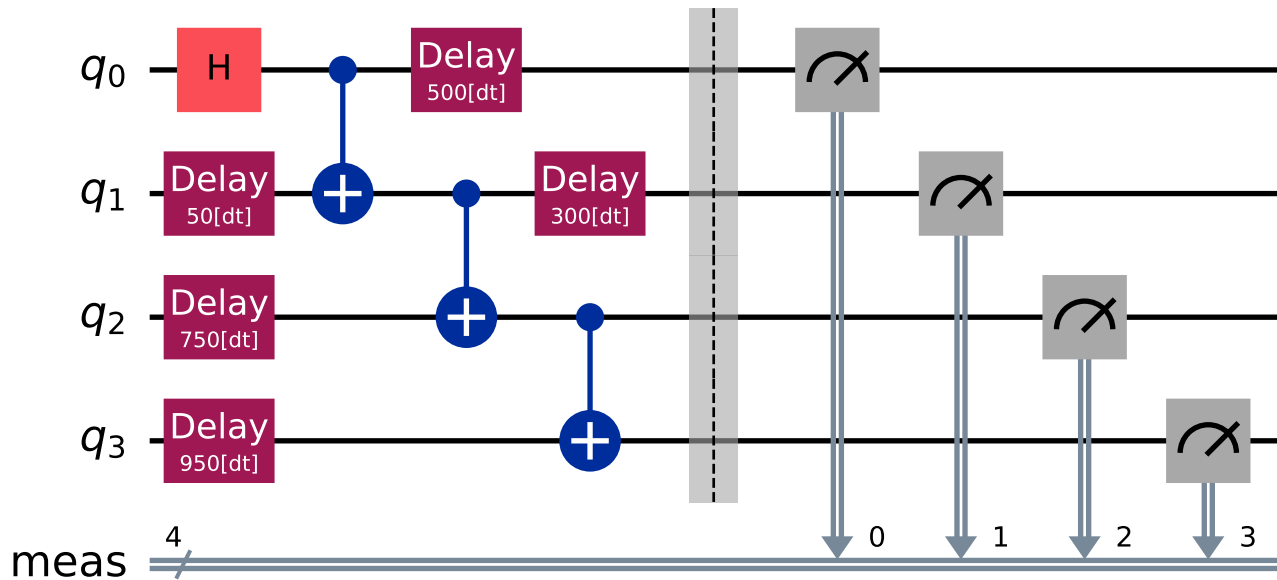 q0 H Delay
500[dt]
q1 Delay Delay
50[dt] 300[dt]
q2 Delay
750[dt]
q3 Delay
950[dt]
4 0 1 2 3
meas